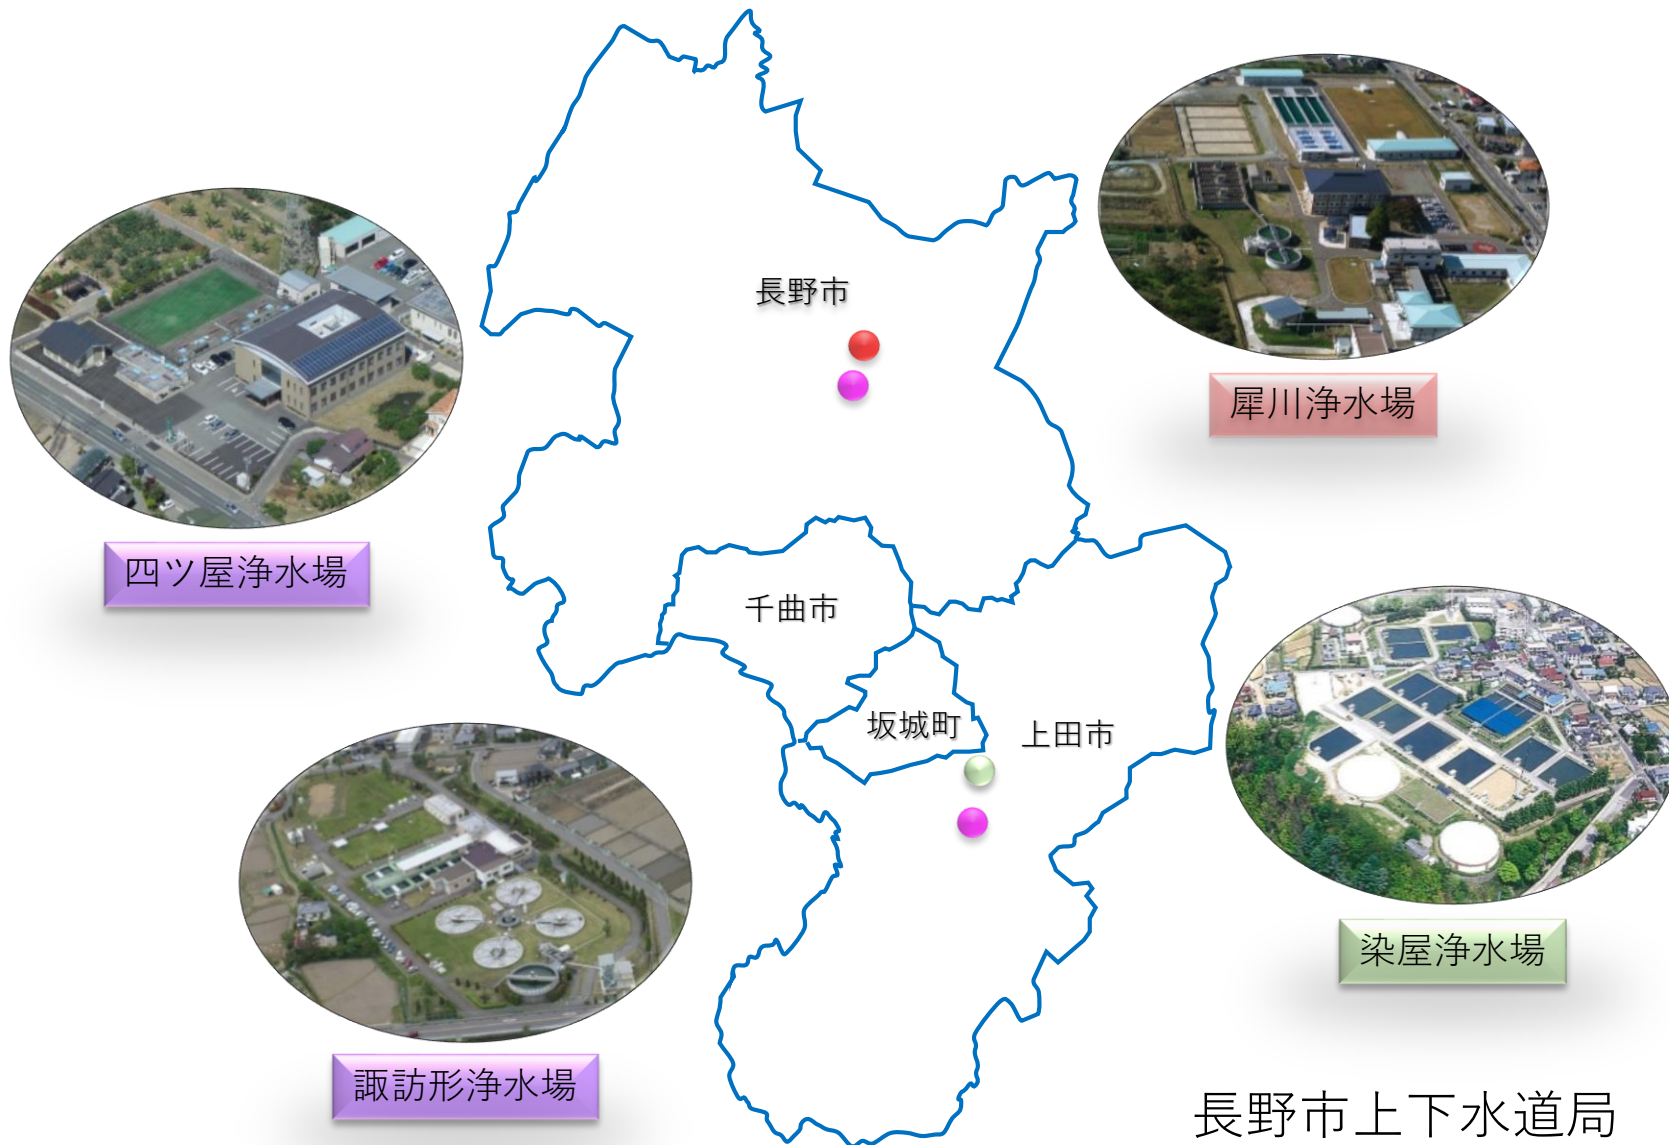 長野市
犀川浄水場
四ツ屋浄水場
千曲市
坂城町
上田市
染屋浄水場
諏訪形浄水場
長野市上下水道局